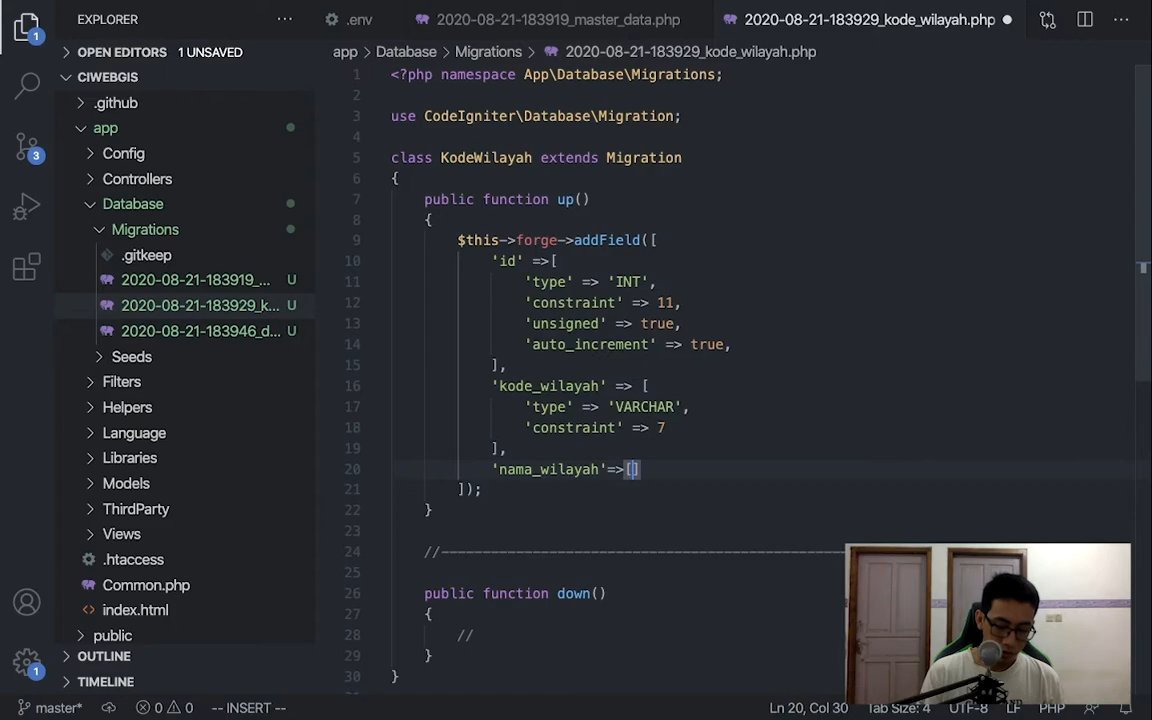 EXPLORER
OPEN EDITORS 1 UNSAVED
CIWEBGIS
.github
app
Config
Controllers
Database
Migrations
.gitkeep
2020-08-21-183919_... U
2020-08-21-183929_k... U
2020-08-21-183946_d... U
Seeds
Filters
Helpers
Language
Libraries
Models
ThirdParty
Views
.htaccess
Common.php
index.html
public
OUTLINE
TIMELINE
1
3
1
.env
2020-08-21-183919_master_data.php
2020-08-21-183929_kode_wilayah.php
app > Database > Migrations > 2020-08-21-183929_kode_wilayah.php
1 <?php namespace App\Database\Migrations;
2
3 use CodeIgniter\Database\Migration;
4
5 class KodeWilayah extends Migration
6 {
7 public function up()
8 {
9 $this->forge->addField([
10 'id' =>[
11 'type' => 'INT',
12 'constraint' => 11,
13 'unsigned' => true,
14 'auto_increment' => true,
15 ],
16 'kode_wilayah' => [
17 'type' => 'VARCHAR',
18 'constraint' => 7
19 ],
20 'nama_wilayah'=>[]
21 ]);
22 }
23
24 //--------------------------------------------------------------------
25
26 public function down()
27 {
28 //
29 }
30 }
master* 0 0 -- INSERT -- Ln 20, Col 30 Tab Size: 4 UTF-8 LF PHP